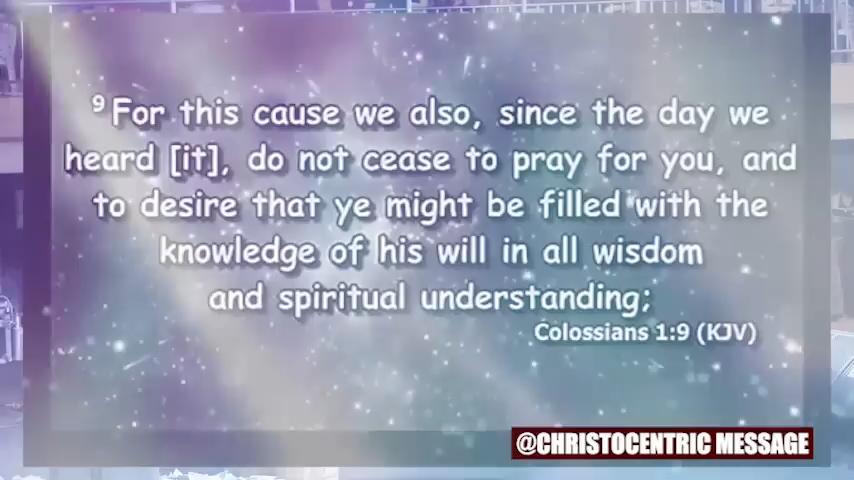 9 For this cause we also, since the day we
heard [it], do not cease to pray for you, and
to desire that ye might be filled with the
knowledge of his will in all wisdom
and spiritual understanding;
Colossians 1:9 (KJV)
@CHRISTOCENTRIC MESSAGE